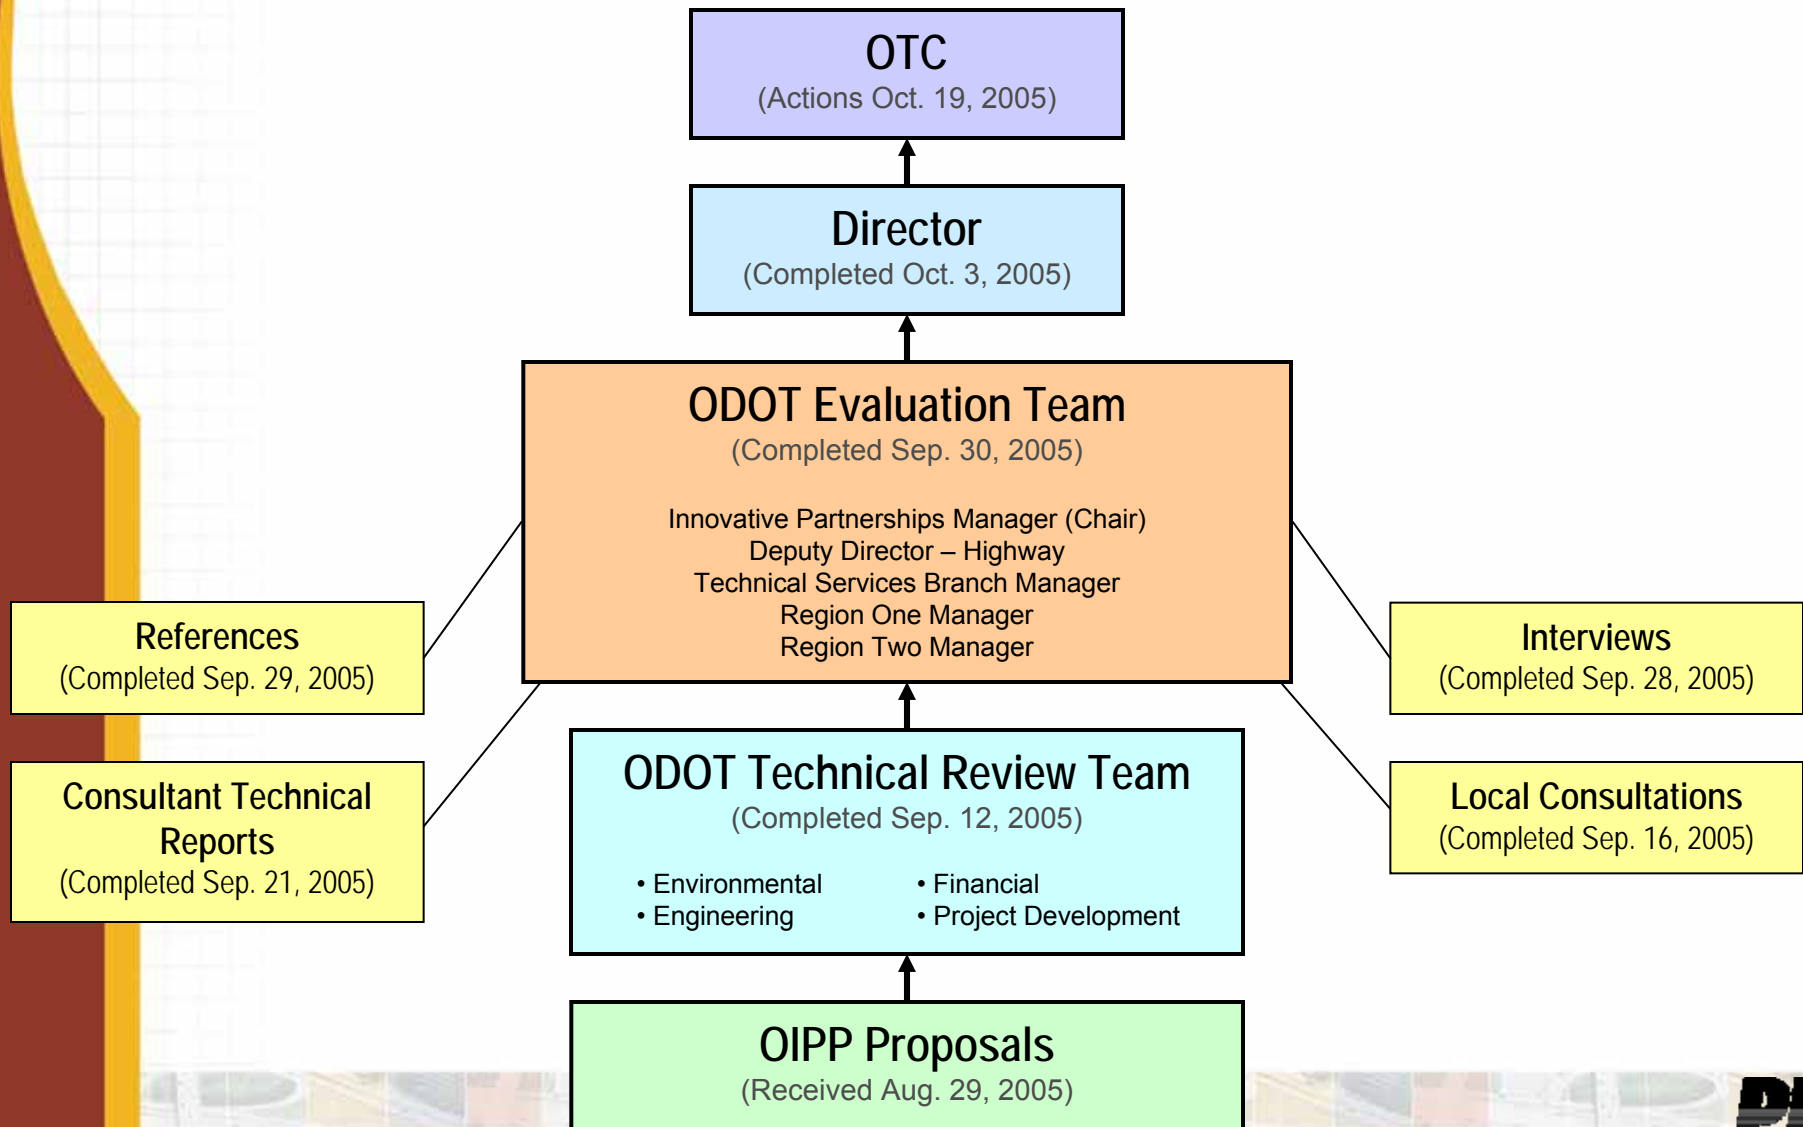 OTC
(Actions Oct. 19, 2005)
Director
(Completed Oct. 3, 2005)
ODOT Evaluation Team
(Completed Sep. 30, 2005)
Innovative Partnerships Manager (Chair)
Deputy Director – Highway
Technical Services Branch Manager
Region One Manager
Region Two Manager
References
(Completed Sep. 29, 2005)
Interviews
(Completed Sep. 28, 2005)
Consultant Technical
Reports
(Completed Sep. 21, 2005)
Local Consultations
(Completed Sep. 16, 2005)
ODOT Technical Review Team
(Completed Sep. 12, 2005)
• Environmental
• Engineering
• Financial
• Project Development
OIPP Proposals
(Received Aug. 29, 2005)